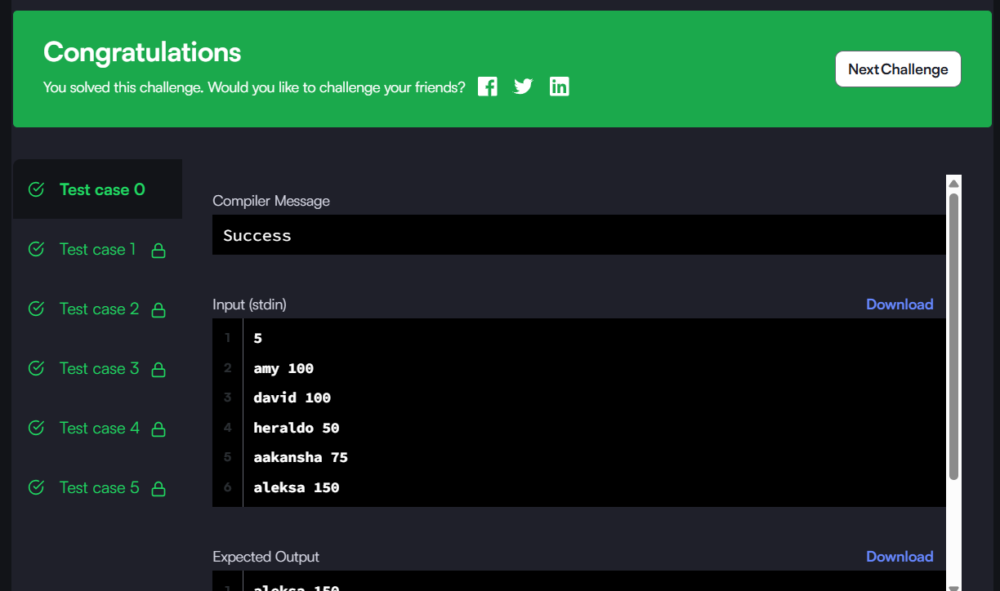 Congratulations
You solved this challenge. Would you like to challenge your friends?
Next Challenge
Test case 0
Test case 1
Test case 2
Test case 3
Test case 4
Test case 5
Compiler Message
Success
Input (stdin)
Download
1 5
2 amy 100
3 david 100
4 heraldo 50
5 aakansha 75
6 aleksa 150
Expected Output
Download
1 aleksa 150